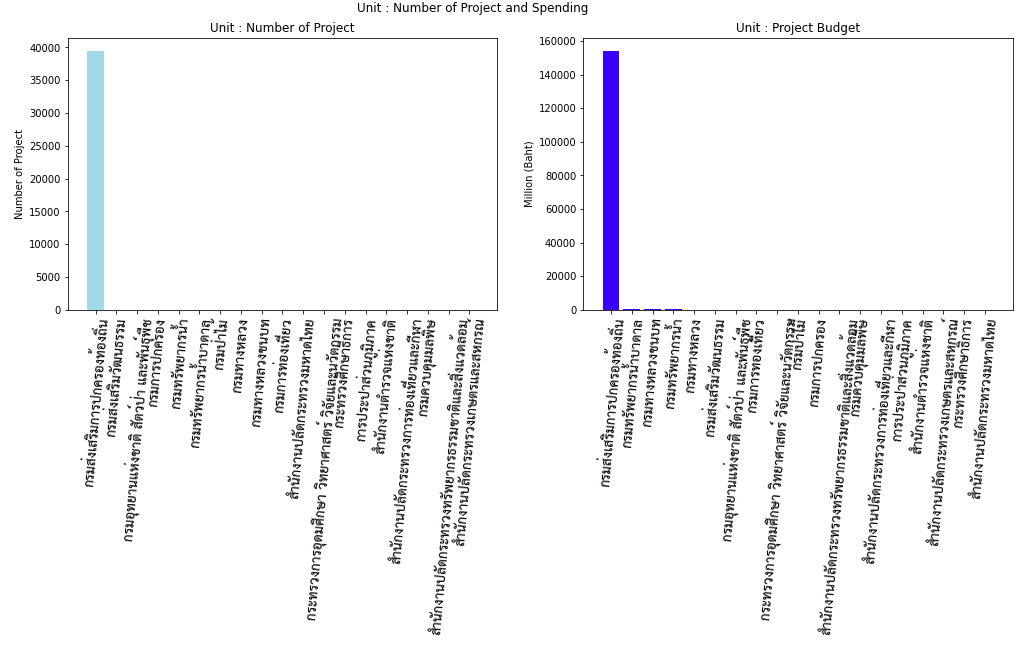 Unit : Number of Project and Spending
Unit : Number of Project
Number of Project
40000
35000
30000
25000
20000
15000
10000
5000
0
กรมส่งเสริมการปกครองท้องถิ่น
กรมส่งเสริมวัฒนธรรม
กรมอุทยานแห่งชาติ สัตว์ป่า และพันธุ์พืช
กรมการปกครอง
กรมทรัพยากรน้ำ
กรมทรัพยากรน้ำบาดาล
กรมป่าไม้
กรมทางหลวง
กรมทางหลวงชนบท
กรมการท่องเที่ยว
สำนักงานปลัดกระทรวงมหาดไทย
กระทรวงการอุดมศึกษา วิทยาศาสตร์ วิจัยและนวัตกรรม
กระทรวงศึกษาธิการ
การประปาส่วนภูมิภาค
สำนักงานตำรวจแห่งชาติ
สำนักงานปลัดกระทรวงการท่องเที่ยวและกีฬา
กรมควบคุมมลพิษ
สำนักงานปลัดกระทรวงทรัพยากรธรรมชาติและสิ่งแวดล้อม
สำนักงานปลัดกระทรวงเกษตรและสหกรณ์
Unit : Project Budget
Million (Baht)
160000
140000
120000
100000
80000
60000
40000
20000
0
กรมส่งเสริมการปกครองท้องถิ่น
กรมทรัพยากรน้ำบาดาล
กรมทางหลวงชนบท
กรมทรัพยากรน้ำ
กรมทางหลวง
กรมส่งเสริมวัฒนธรรม
กรมอุทยานแห่งชาติ สัตว์ป่า และพันธุ์พืช
กรมการท่องเที่ยว
กระทรวงการอุดมศึกษา วิทยาศาสตร์ วิจัยและนวัตกรรม
กรมป่าไม้
กรมการปกครอง
สำนักงานปลัดกระทรวงทรัพยากรธรรมชาติและสิ่งแวดล้อม
กรมควบคุมมลพิษ
สำนักงานปลัดกระทรวงการท่องเที่ยวและกีฬา
การประปาส่วนภูมิภาค
สำนักงานตำรวจแห่งชาติ
สำนักงานปลัดกระทรวงเกษตรและสหกรณ์
กระทรวงศึกษาธิการ
สำนักงานปลัดกระทรวงมหาดไทย